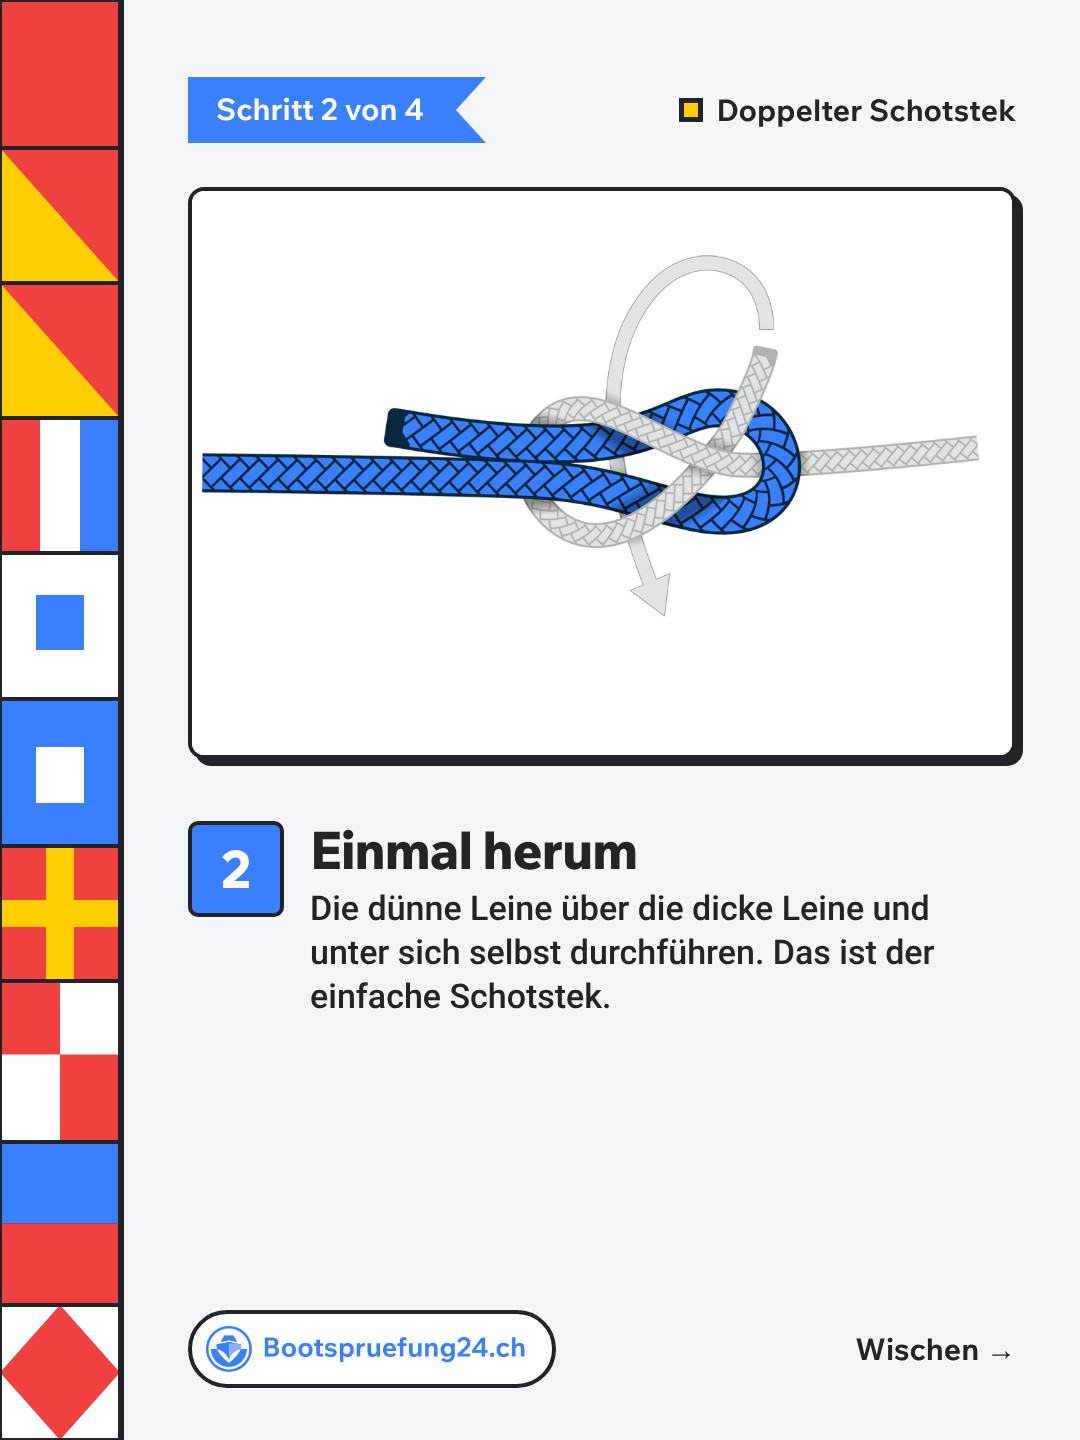 Schritt 2 von 4
Doppelter Schotstek
2
Einmal herum
Die dünne Leine über die dicke Leine und
unter sich selbst durchführen. Das ist der
einfache Schotstek.
Bootspruefung24.ch
Wischen →